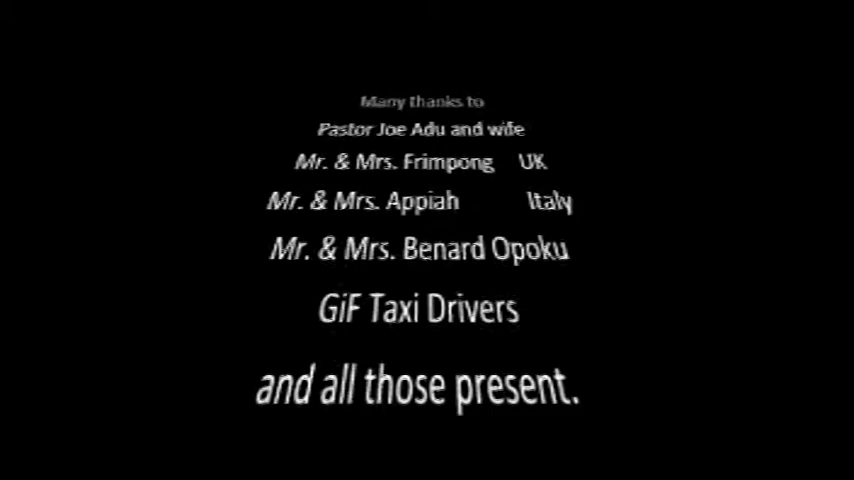 Many thanks to
Pastor Joe Adu and wife
Mr. & Mrs. Frimpong UK
Mr. & Mrs. Appiah Italy
Mr. & Mrs. Benard Opoku
GiF Taxi Drivers
and all those present.